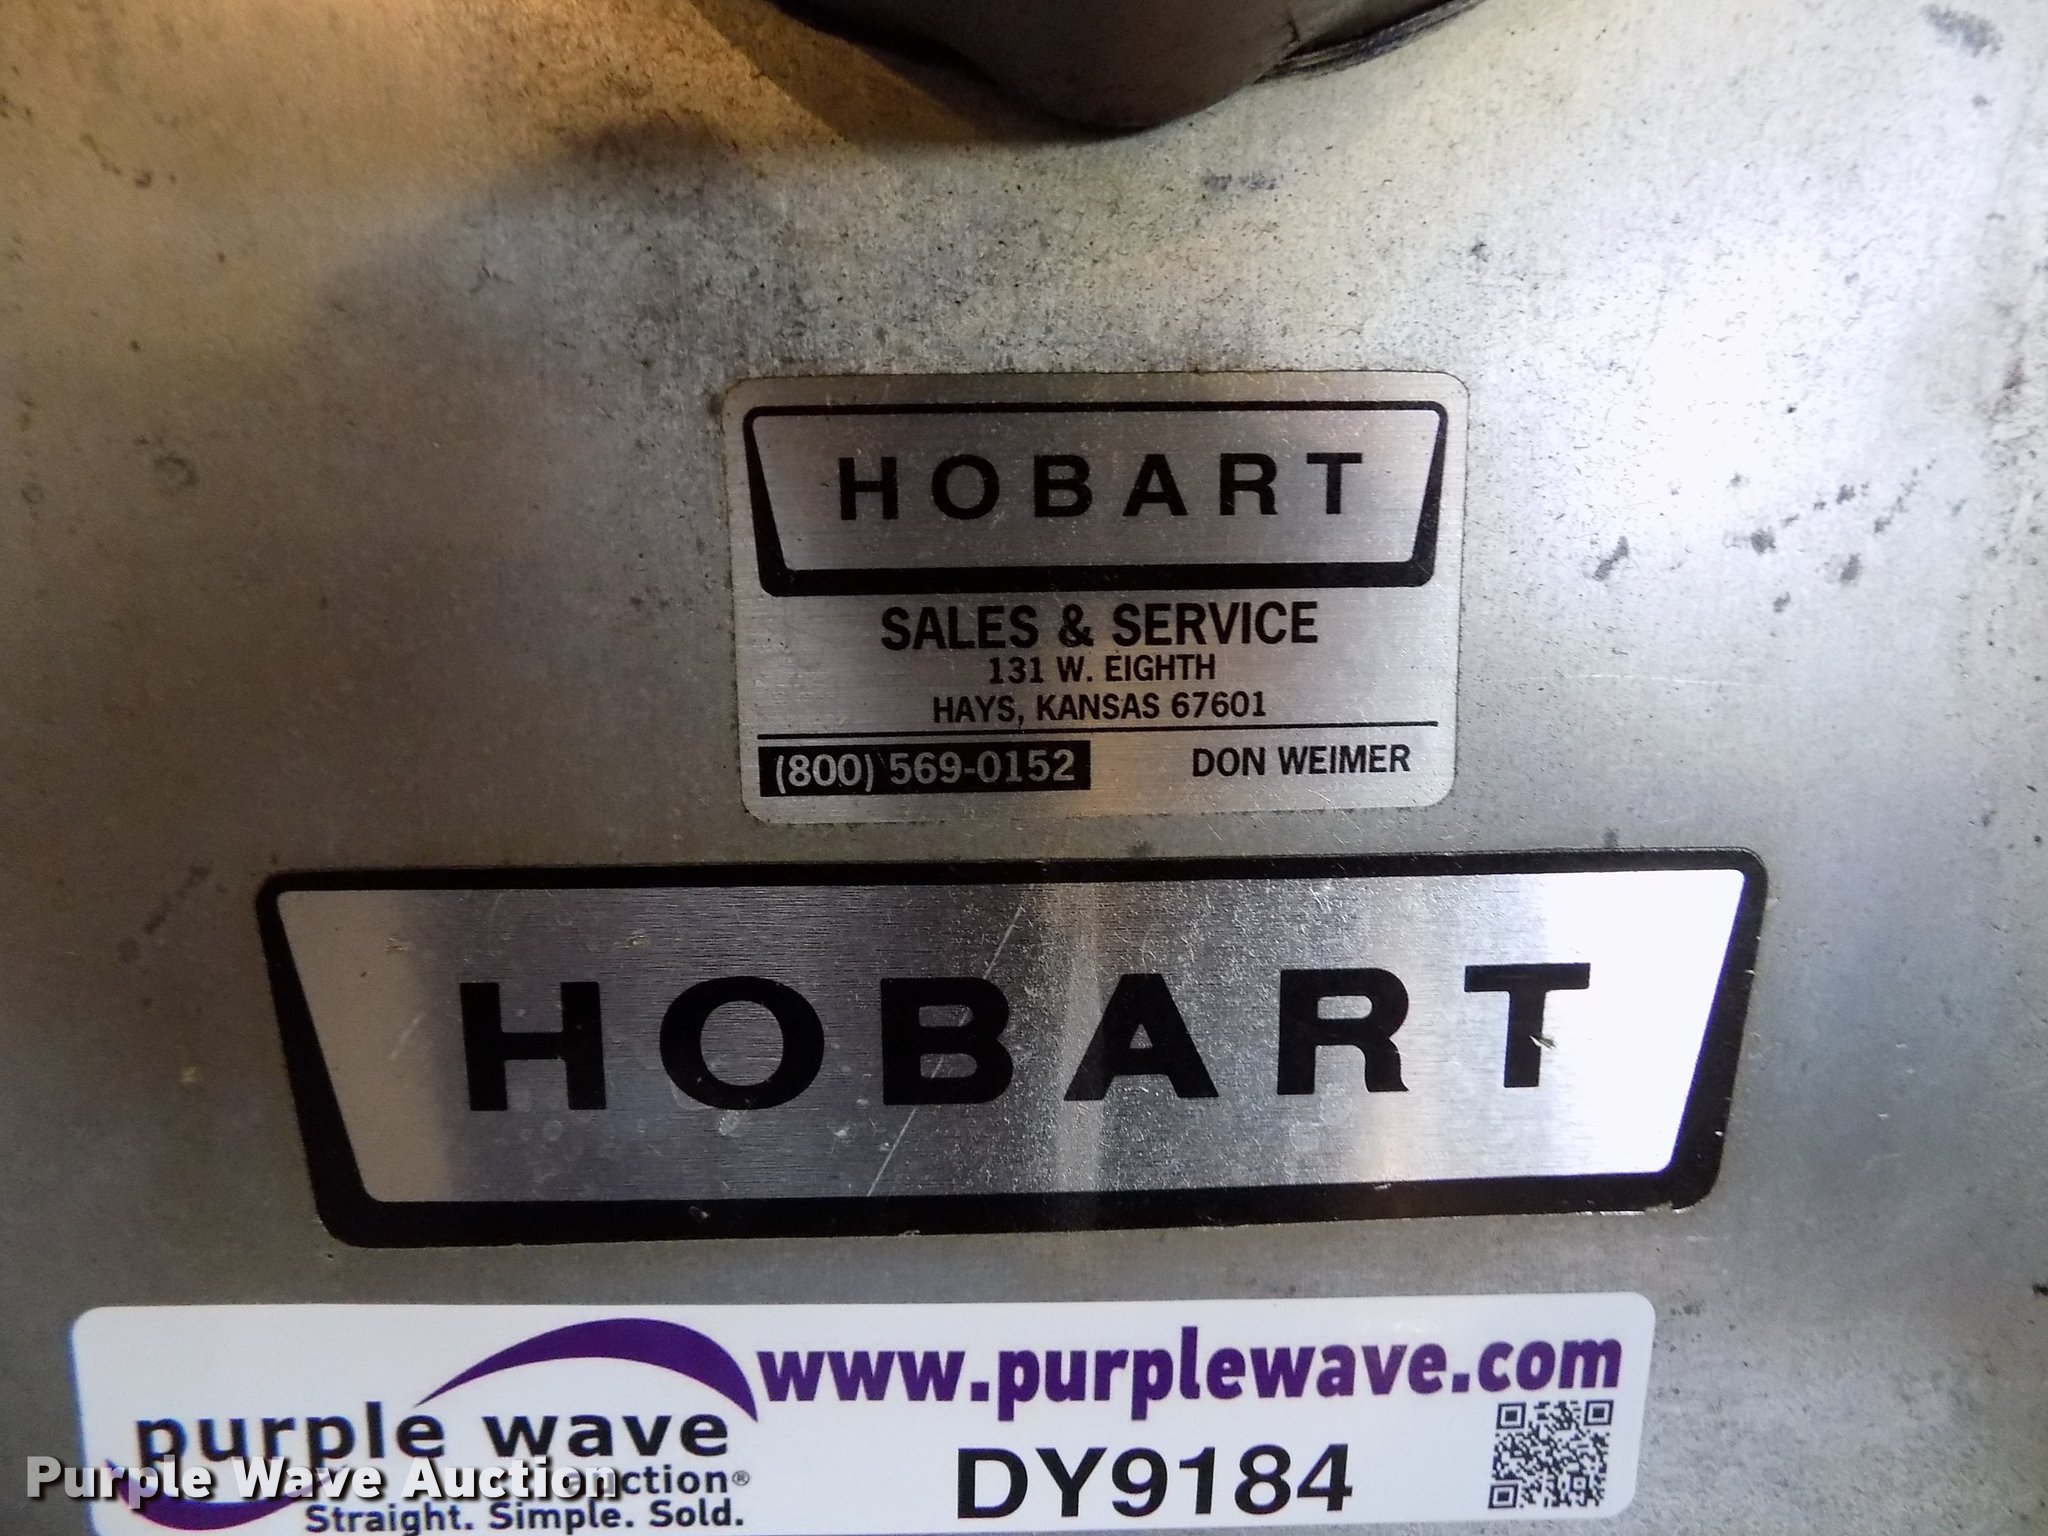 HOBART
SALES & SERVICE
131 W. EIGHTH
HAYS, KANSAS 67601
(800) 569-0152 DON WEIMER
HOBART
www.purplewave.com
purple wave
DY9184
Purple Wave Auction
Straight. Simple. Sold.